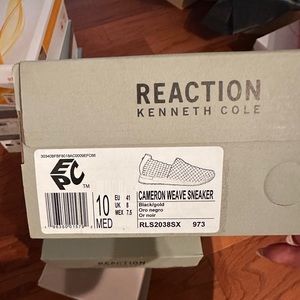 REACTION
KENNETH COLE
EPC
TM
10
MED
EU 41
UK 8
MEX 7.5
CAMERON WEAVE SNEAKER
Black/gold
Oro negro
Or noir
RLS2038SX 973